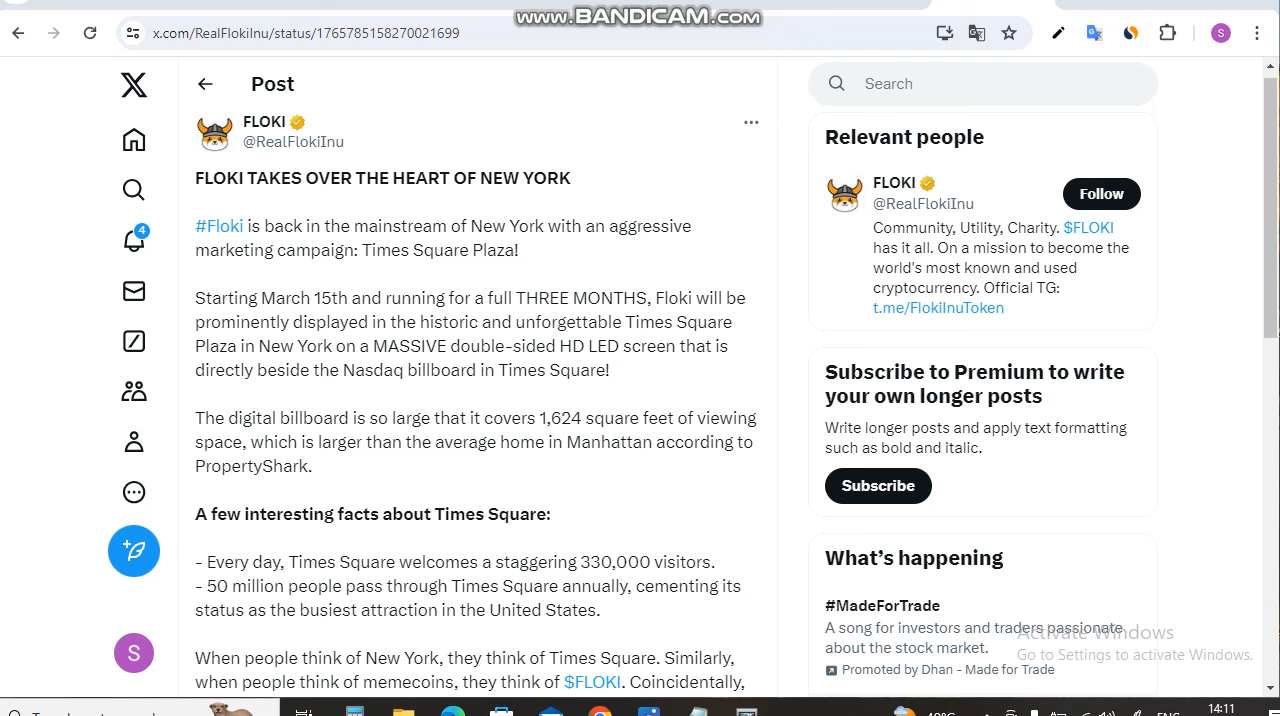 www.BANDICAM.com
x.com/RealFlokiInu/status/1765785158270021699
S
Post
FLOKI
@RealFlokiInu
FLOKI TAKES OVER THE HEART OF NEW YORK
#Floki is back in the mainstream of New York with an aggressive
marketing campaign: Times Square Plaza!
Starting March 15th and running for a full THREE MONTHS, Floki will be
prominently displayed in the historic and unforgettable Times Square
Plaza in New York on a MASSIVE double-sided HD LED screen that is
directly beside the Nasdaq billboard in Times Square!
The digital billboard is so large that it covers 1,624 square feet of viewing
space, which is larger than the average home in Manhattan according to
PropertyShark.
A few interesting facts about Times Square:
- Every day, Times Square welcomes a staggering 330,000 visitors.
- 50 million people pass through Times Square annually, cementing its
status as the busiest attraction in the United States.
When people think of New York, they think of Times Square. Similarly,
when people think of memecoins, they think of $FLOKI. Coincidentally,
4
S
Search
Relevant people
FLOKI
@RealFlokiInu
Follow
Community, Utility, Charity. $FLOKI
has it all. On a mission to become the
world's most known and used
cryptocurrency. Official TG:
t.me/FlokiInuToken
Subscribe to Premium to write
your own longer posts
Write longer posts and apply text formatting
such as bold and italic.
Subscribe
What's happening
#MadeForTrade
A song for investors and traders passionate
about the stock market.
Promoted by Dhan - Made for Trade
Activate Windows
Go to Settings to activate Windows.
14:11